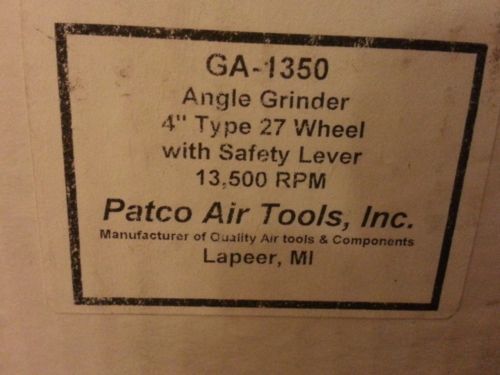 GA-1350
Angle Grinder
4" Type 27 Wheel
with Safety Lever
13,500 RPM
Patco Air Tools, Inc.
Manufacturer of Quality Air tools & Components
Lapeer, MI